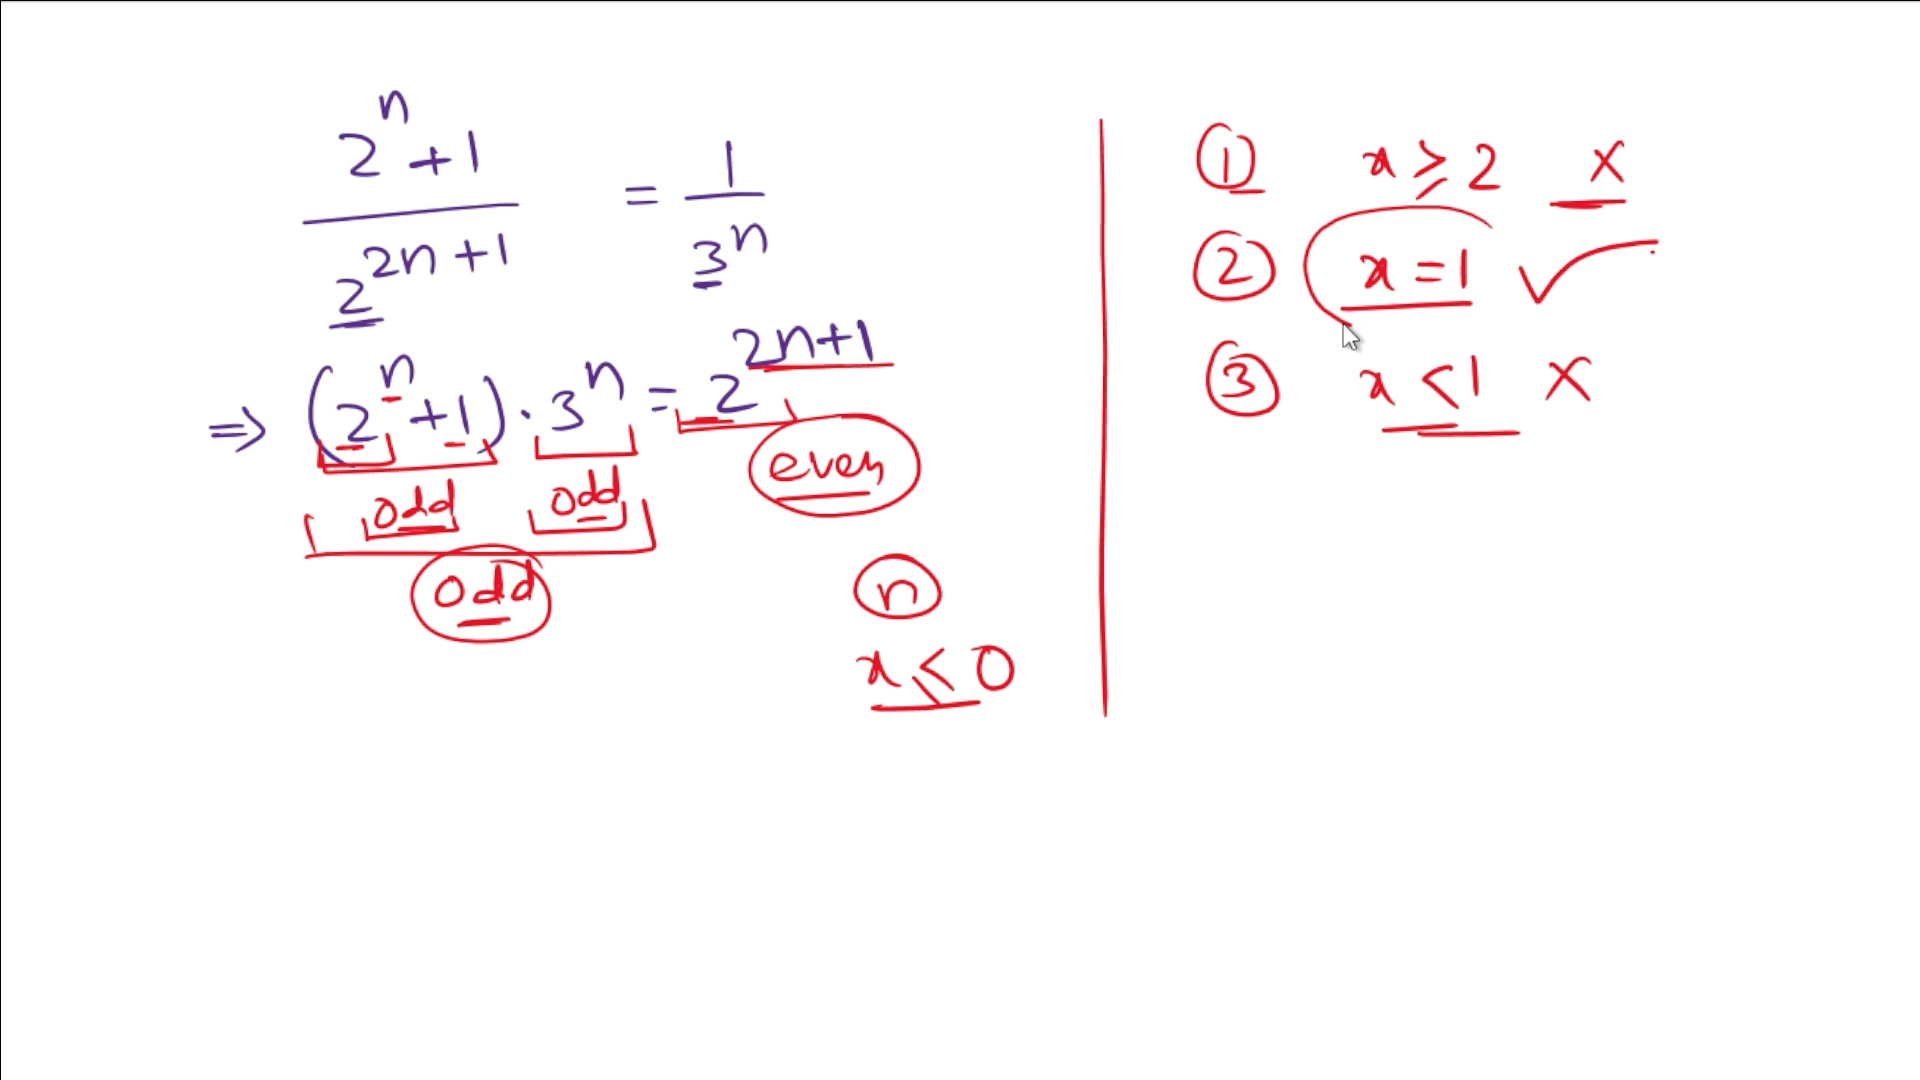 (2^n + 1) / 2^(2n+1) = 1 / 3^n
⇒ (2^n + 1) · 3^n = 2^(2n+1)
odd odd even
odd
n
x ≤ 0
① x ≥ 2 ×
② x = 1 ✓
③ x < 1 ×